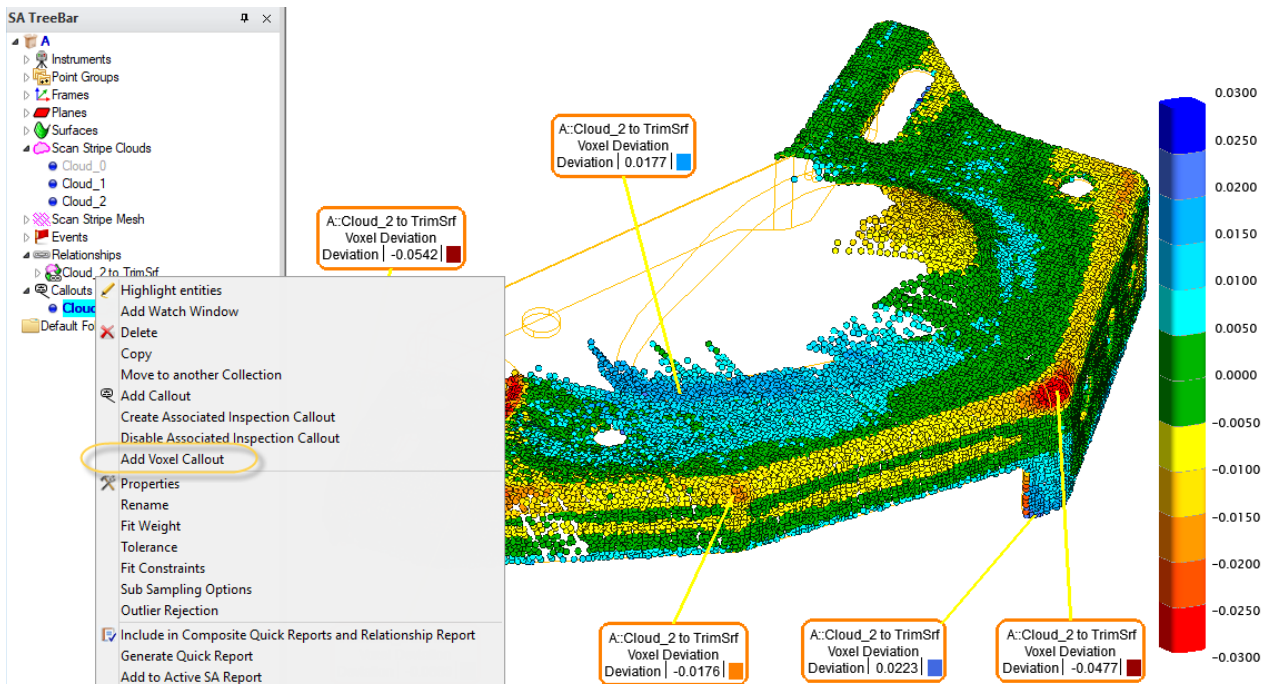 SA TreeBar
A
Instruments
Point Groups
Frames
Planes
Surfaces
Scan Stripe Clouds
Cloud_0
Cloud_1
Cloud_2
Scan Stripe Mesh
Events
Relationships
Cloud_2 to TrimSrf
Callouts
Cloud
Default Fo
Highlight entities
Add Watch Window
Delete
Copy
Move to another Collection
Add Callout
Create Associated Inspection Callout
Disable Associated Inspection Callout
Add Voxel Callout
Properties
Rename
Fit Weight
Tolerance
Fit Constraints
Sub Sampling Options
Outlier Rejection
Include in Composite Quick Reports and Relationship Report
Generate Quick Report
Add to Active SA Report
A::Cloud_2 to TrimSrf
Voxel Deviation
Deviation -0.0542
A::Cloud_2 to TrimSrf
Voxel Deviation
Deviation 0.0177
A::Cloud_2 to TrimSrf
Voxel Deviation
Deviation -0.0176
A::Cloud_2 to TrimSrf
Voxel Deviation
Deviation 0.0223
A::Cloud_2 to TrimSrf
Voxel Deviation
Deviation -0.0477
0.0300
0.0250
0.0200
0.0150
0.0100
0.0050
0.0000
-0.0050
-0.0100
-0.0150
-0.0200
-0.0250
-0.0300